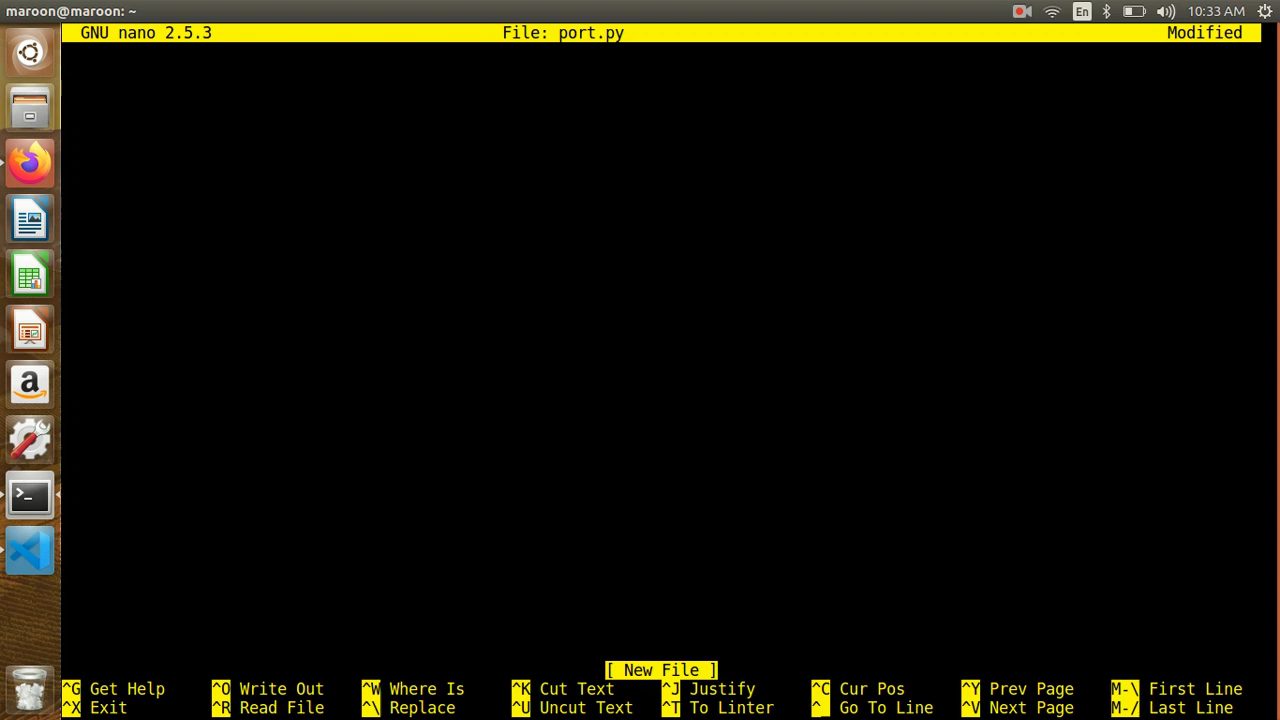 maroon@maroon: ~ En 10:33 AM
GNU nano 2.5.3 File: port.py Modified
[ New File ]
^G Get Help ^O Write Out ^W Where Is ^K Cut Text ^J Justify ^C Cur Pos ^Y Prev Page M-\ First Line
^X Exit ^R Read File ^\ Replace ^U Uncut Text ^T To Linter ^_ Go To Line ^V Next Page M-/ Last Line